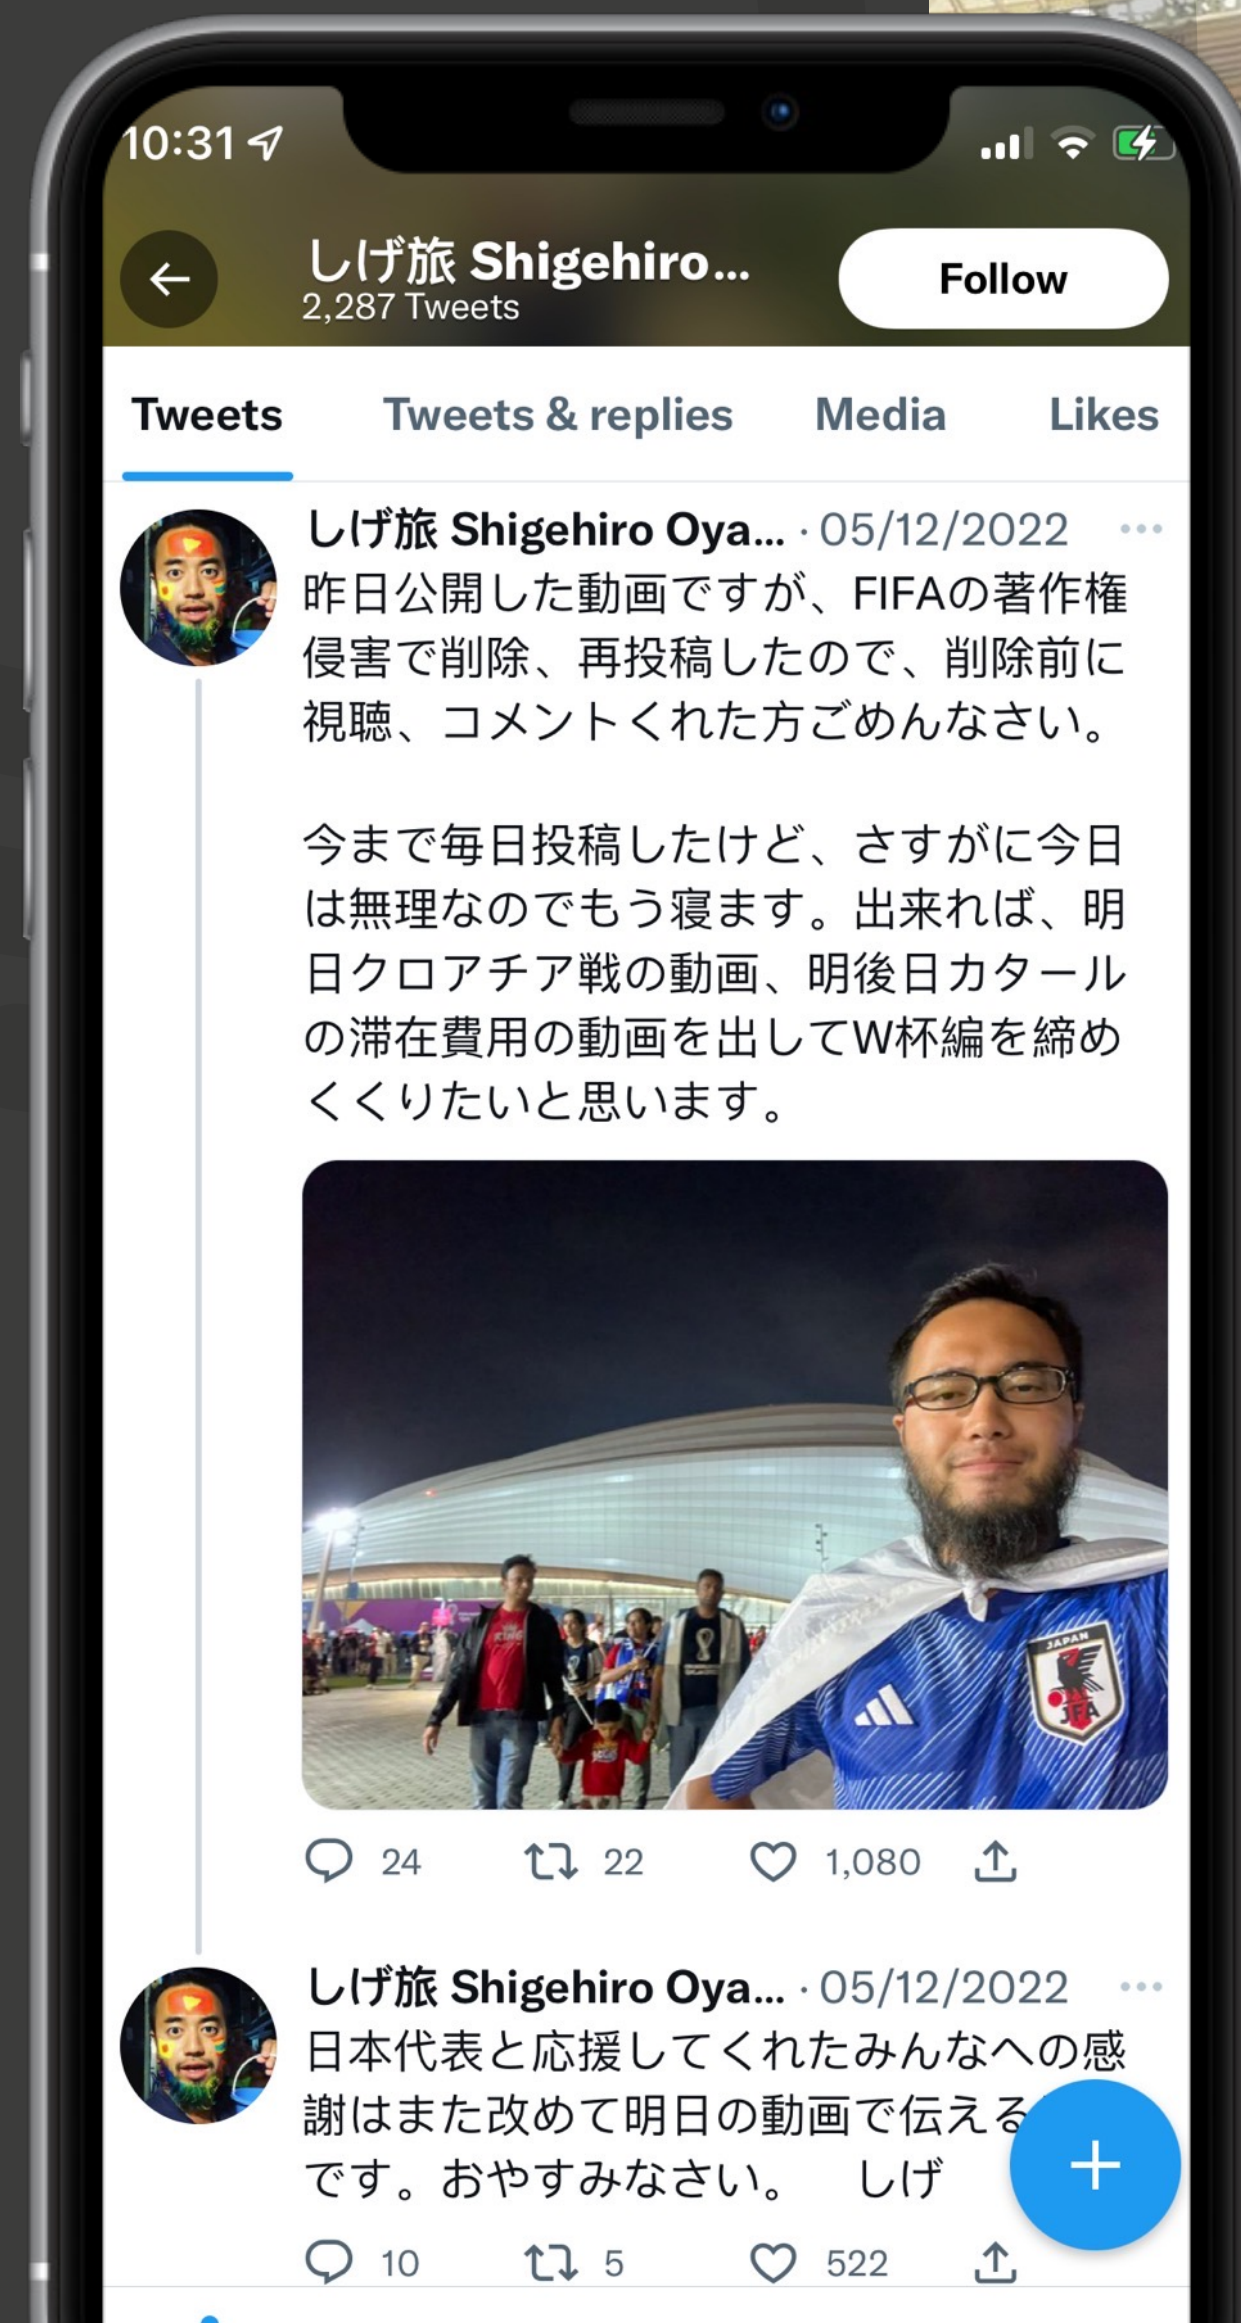 10:31
しげ旅 Shigehiro...
2,287 Tweets
Follow
Tweets
Tweets & replies
Media
Likes
しげ旅 Shigehiro Oya... · 05/12/2022
昨日公開した動画ですが、FIFAの著作権
侵害で削除、再投稿したので、削除前に
視聴、コメントくれた方ごめんなさい。
今まで毎日投稿したけど、さすがに今日
は無理なのでもう寝ます。出来れば、明
日クロアチア戦の動画、明後日カタール
の滞在費用の動画を出してW杯編を締め
くくりたいと思います。
JAPAN
JFA
24
22
1,080
しげ旅 Shigehiro Oya... · 05/12/2022
日本代表と応援してくれたみんなへの感
謝はまた改めて明日の動画で伝える
です。おやすみなさい。 しげ
10
5
522